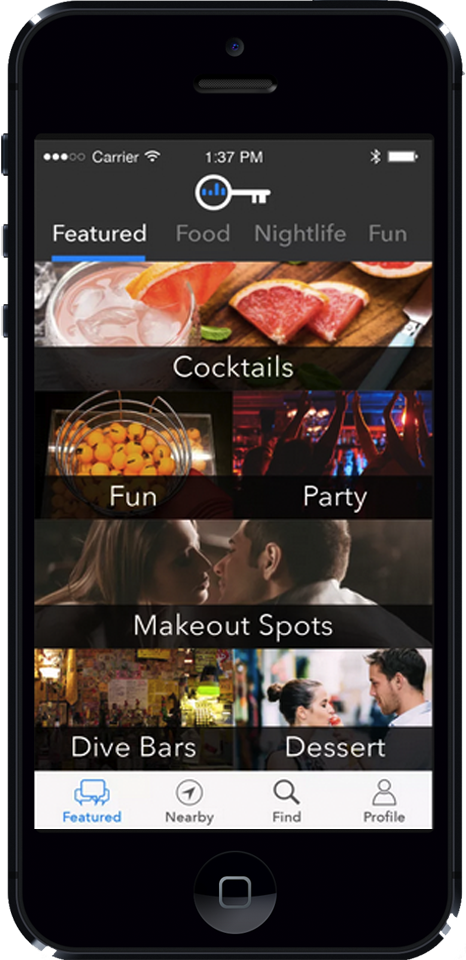 Carrier 1:37 PM
Featured Food Nightlife Fun
Cocktails
Fun Party
Makeout Spots
Dive Bars Dessert
Featured Nearby Find Profile